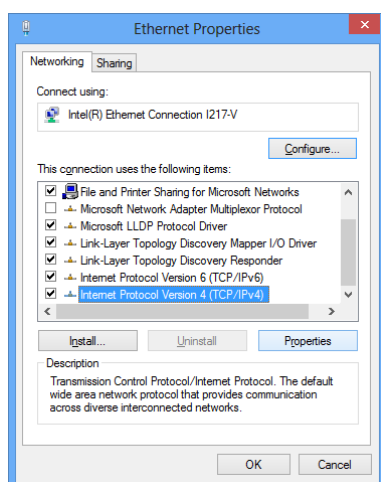 Ethernet Properties
Networking
Sharing
Connect using:
Intel(R) Ethernet Connection I217-V
Configure...
This connection uses the following items:
File and Printer Sharing for Microsoft Networks
Microsoft Network Adapter Multiplexor Protocol
Microsoft LLDP Protocol Driver
Link-Layer Topology Discovery Mapper I/O Driver
Link-Layer Topology Discovery Responder
Internet Protocol Version 6 (TCP/IPv6)
Internet Protocol Version 4 (TCP/IPv4)
Install...
Uninstall
Properties
Description
Transmission Control Protocol/Internet Protocol. The default
wide area network protocol that provides communication
across diverse interconnected networks.
OK
Cancel